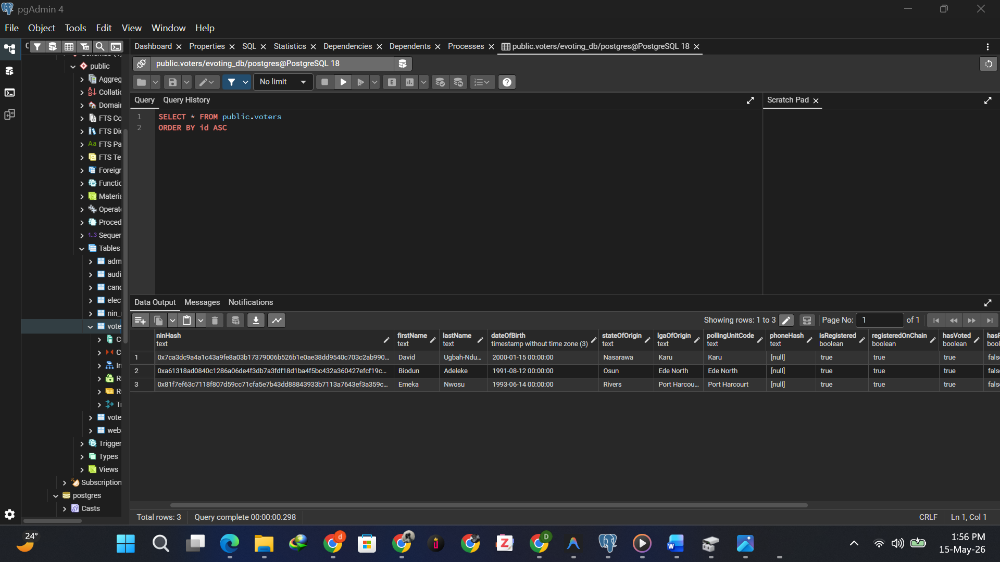 pgAdmin 4
File Object Tools Edit View Window Help
Dashboard Properties SQL Statistics Dependencies Dependents Processes public.voters/evoting_db/postgres@PostgreSQL 18
public.voters/evoting_db/postgres@PostgreSQL 18
No limit
E
Query Query History
Scratch Pad
1 SELECT * FROM public.voters
2 ORDER BY id ASC
public
Aggreg
Collatic
Domair
FTS Co
FTS Dic
FTS Pa
FTS Te
Foreigr
Functic
Materia
Operat
Proced
1..3 Sequer
Tables
adm
audi
canc
elec
nin_
vote
C
C
In
R
R
T
vote
web
Trigger
Types
Views
Subscription
postgres
Casts
Data Output Messages Notifications
Showing rows: 1 to 3
Page No: 1 of 1
ninHash text
firstName text
lastName text
dateOfBirth timestamp without time zone (3)
stateOfOrigin text
lgaOfOrigin text
pollingUnitCode text
phoneHash text
isRegistered boolean
registeredOnChain boolean
hasVoted boolean
1 0x7ca3dc9a4a1c43a9fe8a03b17379006b526b1e0ae38dd9540c703c2ab990... David Ugbah-Ndu... 2000-01-15 00:00:00 Nasarawa Karu Karu [null] true true true fals
2 0xa61318ad0840c1286a06de4f3db7a3fdf18d1ba4f5bc432a360427efcf19c... Biodun Adeleke 1991-08-12 00:00:00 Osun Ede North Ede North [null] true true true fals
3 0x81f7ef63c7118f807d59cc71cfa5e7b43dd88843933b7113a7643ef3a359c... Emeka Nwosu 1993-06-14 00:00:00 Rivers Port Harcou... Port Harcourt [null] true true true fals
Total rows: 3 Query complete 00:00:00.298
CRLF Ln 1, Col 1
24°
1:56 PM
15-May-26